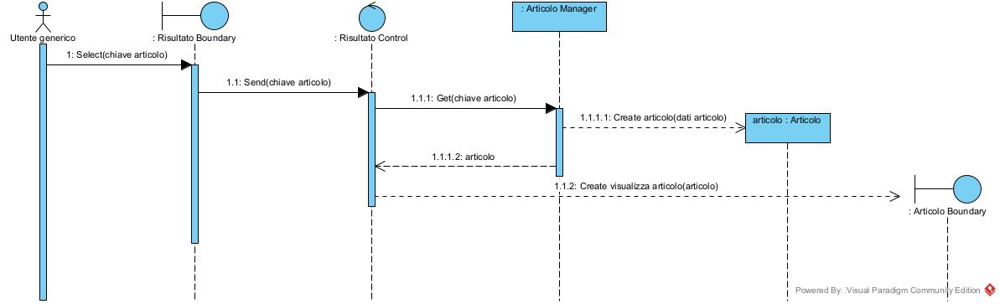 : Articolo Manager
Utente generico
: Risultato Boundary
: Risultato Control
1: Select(chiave articolo)
1.1: Send(chiave articolo)
1.1.1: Get(chiave articolo)
1.1.1.1: Create articolo(dati articolo)
articolo : Articolo
1.1.1.2: articolo
1.1.2: Create visualizza articolo(articolo)
: Articolo Boundary
Powered By Visual Paradigm Community Edition